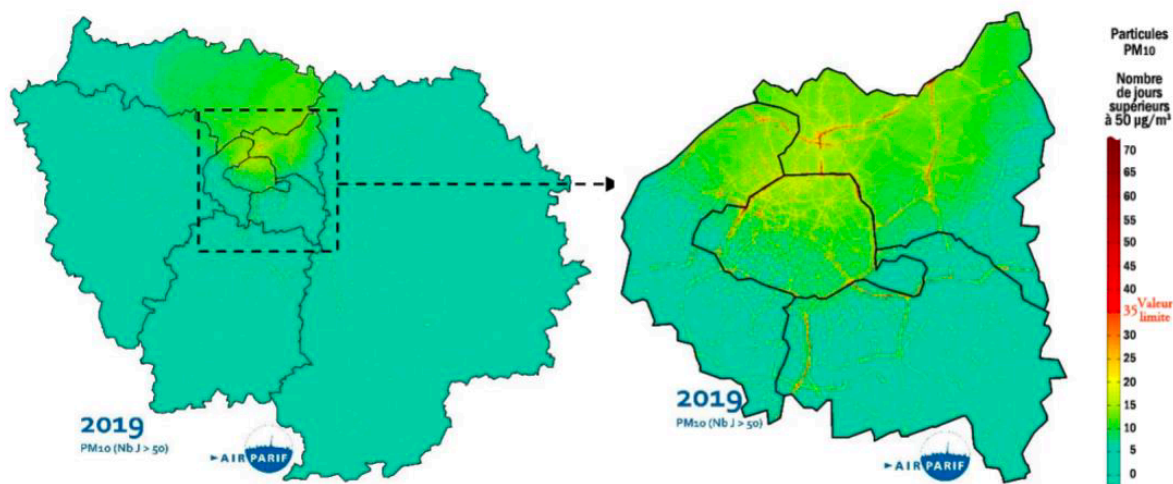 2019
PM10 (Nb J > 50)
AIRPARIF
2019
PM10 (Nb J > 50)
AIRPARIF
Particules
PM10
Nombre
de jours
supérieurs
à 50 µg/m³
70
65
60
55
50
45
40
35 Valeur
limite
30
25
20
15
10
5
0